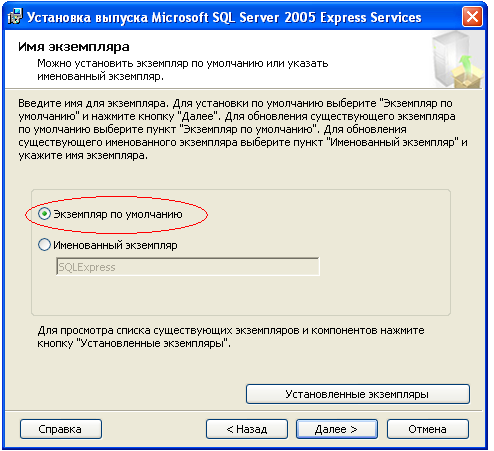 Установка выпуска Microsoft SQL Server 2005 Express Services
Имя экземпляра
Можно установить экземпляр по умолчанию или указать
именованный экземпляр.
Введите имя для экземпляра. Для установки по умолчанию выберите "Экземпляр по
умолчанию" и нажмите кнопку "Далее". Для обновления существующего экземпляра
по умолчанию выберите пункт "Экземпляр по умолчанию". Для обновления
существующего именованного экземпляра выберите пункт "Именованный экземпляр" и
укажите имя экземпляра.
Экземпляр по умолчанию
Именованный экземпляр
SQLExpress
Для просмотра списка существующих экземпляров и компонентов нажмите
кнопку "Установленные экземпляры".
Установленные экземпляры
Справка
< Назад
Далее >
Отмена